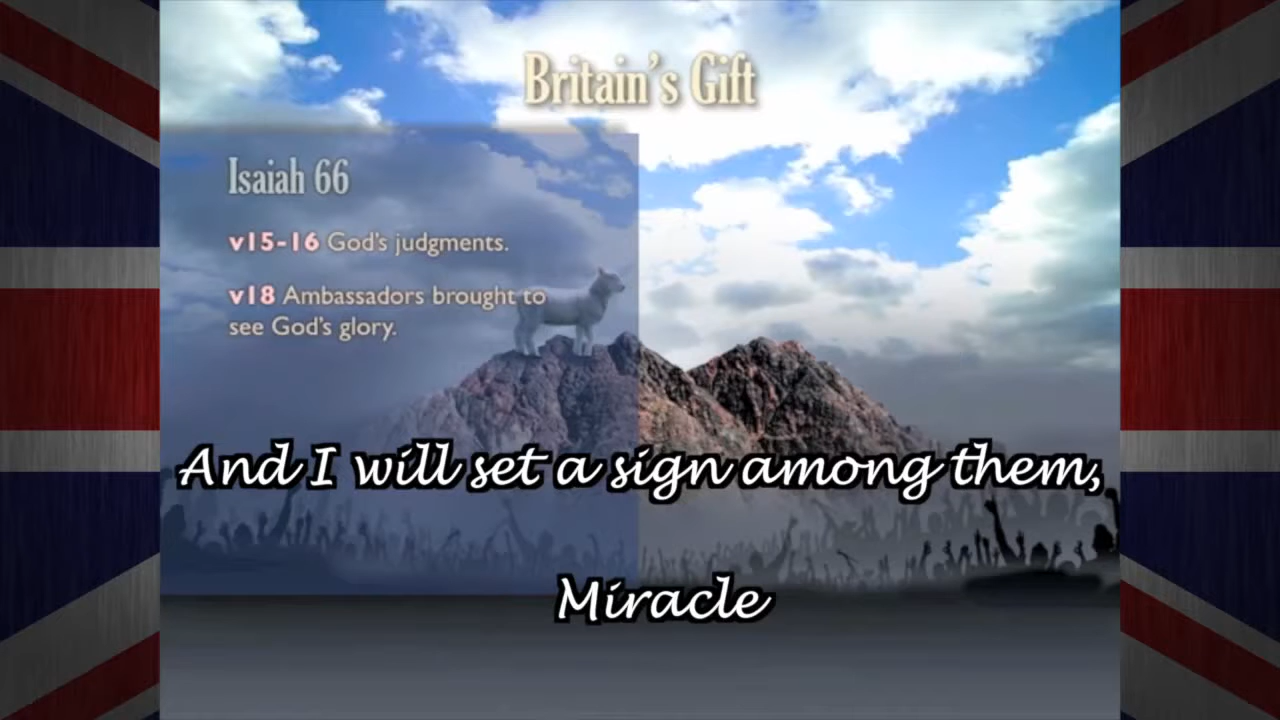 Britain's Gift
Isaiah 66
v15-16 God's judgments.
v18 Ambassadors brought to
see God's glory.
And I will set a sign among them,
Miracle